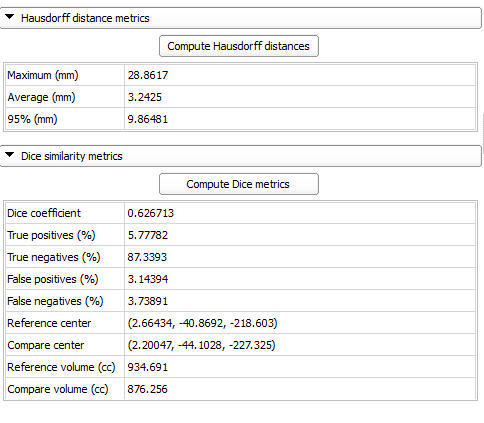 Hausdorff distance metrics
Compute Hausdorff distances
Maximum (mm) 28.8617
Average (mm) 3.2425
95% (mm) 9.86481
Dice similarity metrics
Compute Dice metrics
Dice coefficient 0.626713
True positives (%) 5.77782
True negatives (%) 87.3393
False positives (%) 3.14394
False negatives (%) 3.73891
Reference center (2.66434, -40.8692, -218.603)
Compare center (2.20047, -44.1028, -227.325)
Reference volume (cc) 934.691
Compare volume (cc) 876.256